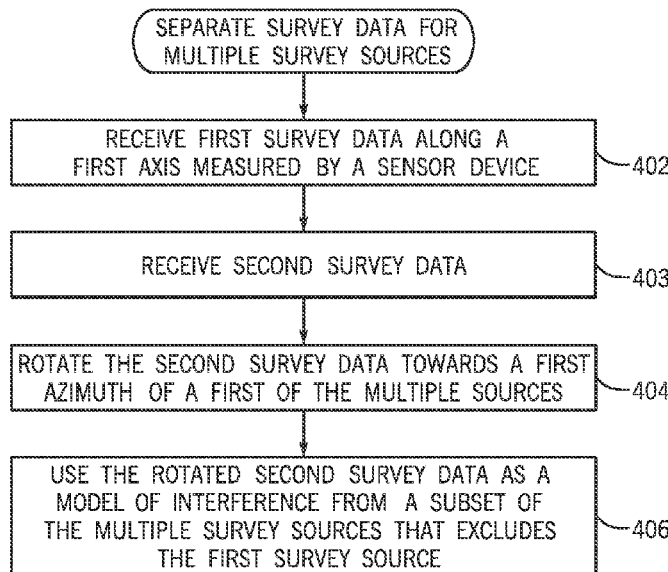 SEPARATE SURVEY DATA FOR
MULTIPLE SURVEY SOURCES
RECEIVE FIRST SURVEY DATA ALONG A
FIRST AXIS MEASURED BY A SENSOR DEVICE
402
RECEIVE SECOND SURVEY DATA
403
ROTATE THE SECOND SURVEY DATA TOWARDS A FIRST
AZIMUTH OF A FIRST OF THE MULTIPLE SOURCES
404
USE THE ROTATED SECOND SURVEY DATA AS A
MODEL OF INTERFERENCE FROM A SUBSET OF
THE MULTIPLE SURVEY SOURCES THAT EXCLUDES
THE FIRST SURVEY SOURCE
406